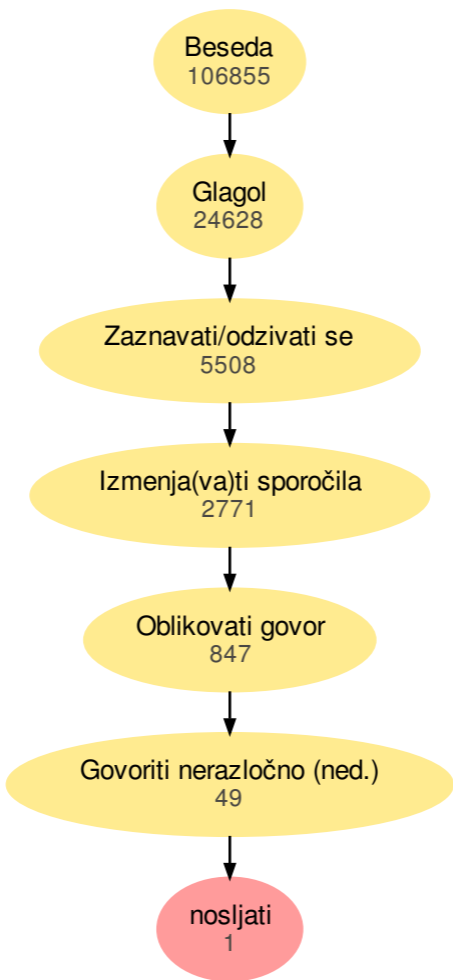 Beseda
106855
Glagol
24628
Zaznavati/odzivati se
5508
Izmenja(va)ti sporočila
2771
Oblikovati govor
847
Govoriti nerazločno (ned.)
49
nosljati
1